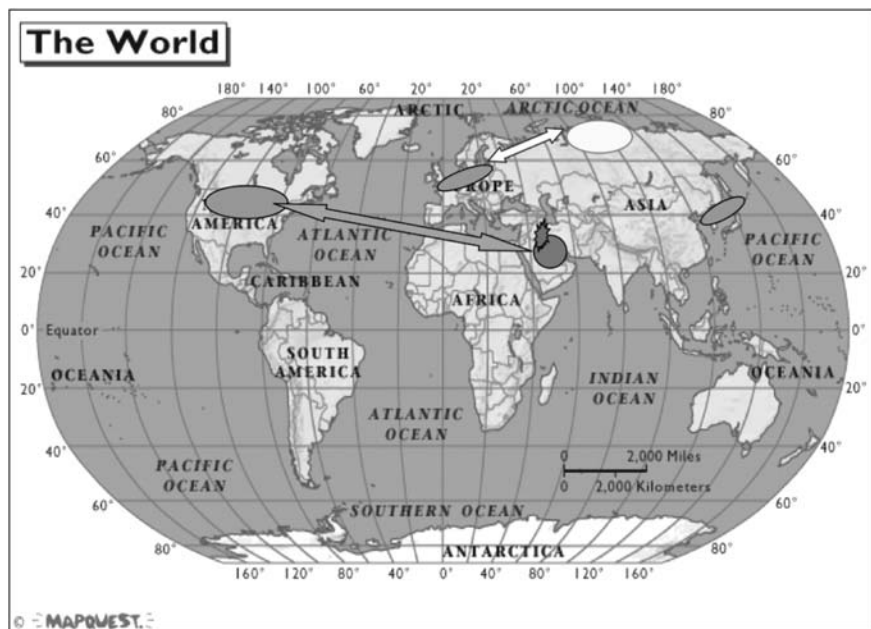 The World
180° 140° 100° 60° 20° 20° 60° 100° 140° 180°
80° ARCTIC ARCTIC OCEAN 80°
60° 60°
EUROPE
ASIA
40° AMERICA 40°
PACIFIC OCEAN
ATLANTIC OCEAN
PACIFIC OCEAN
20° 20°
CARIBBEAN
AFRICA
0° Equator 0°
SOUTH AMERICA
OCEANIA
INDIAN OCEAN
OCEANIA
20° 20°
ATLANTIC OCEAN
40° 40°
PACIFIC OCEAN
0 2,000 Miles
0 2,000 Kilometers
60° 60°
SOUTHERN OCEAN
80° ANTARCTICA 80°
160° 120° 80° 40° 0° 40° 80° 120° 160°
© MAPQUEST.